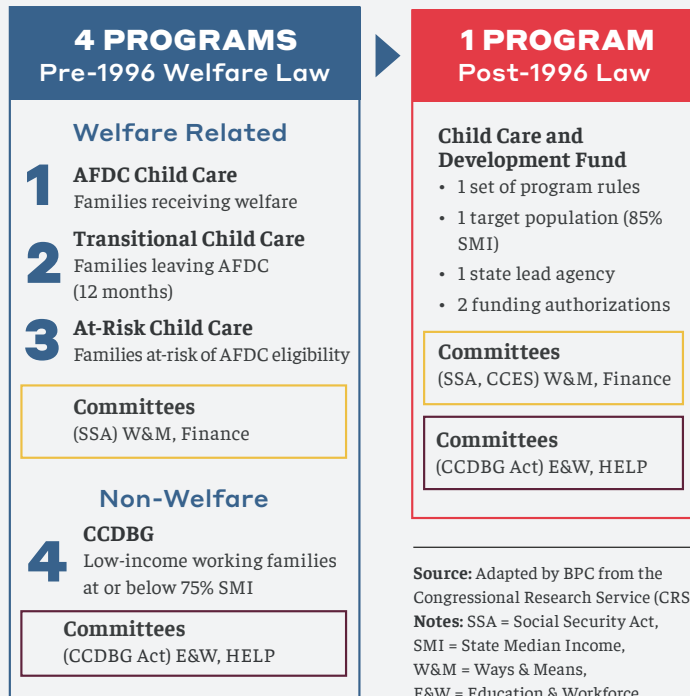 4 PROGRAMS
Pre-1996 Welfare Law
Welfare Related
1
AFDC Child Care
Families receiving welfare
2
Transitional Child Care
Families leaving AFDC
(12 months)
3
At-Risk Child Care
Families at-risk of AFDC eligibility
Committees
(SSA) W&M, Finance
Non-Welfare
4
CCDBG
Low-income working families
at or below 75% SMI
Committees
(CCDBG Act) E&W, HELP
1 PROGRAM
Post-1996 Law
Child Care and
Development Fund
• 1 set of program rules
• 1 target population (85%
SMI)
• 1 state lead agency
• 2 funding authorizations
Committees
(SSA, CCES) W&M, Finance
Committees
(CCDBG Act) E&W, HELP
Source: Adapted by BPC from the
Congressional Research Service (CRS
Notes: SSA = Social Security Act,
SMI = State Median Income,
W&M = Ways & Means,
E&W = Education & Workforce